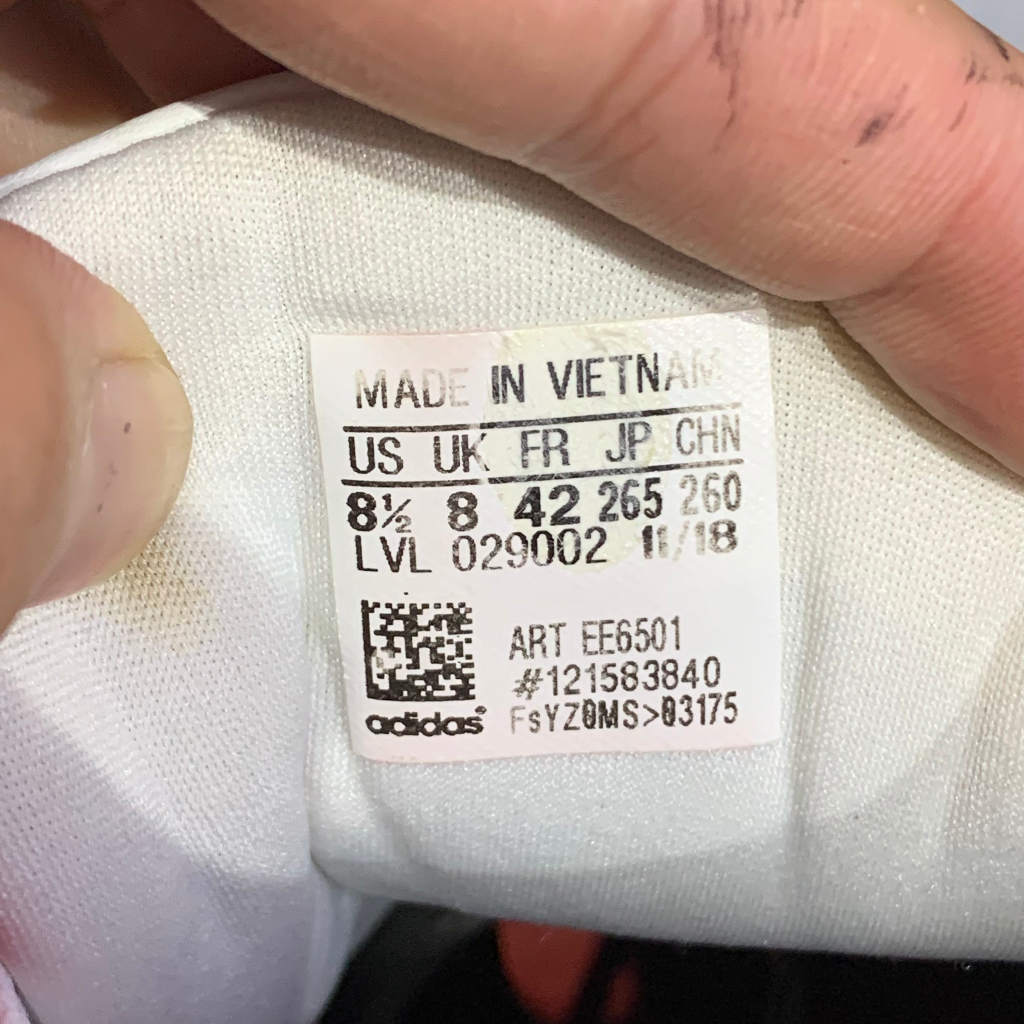 MADE IN VIETNAM
US UK FR JP CHN
8½ 8 42 265 260
LVL 029002 11/18
ART EE6501
#121583840
adidas FsYZ0MS>03175